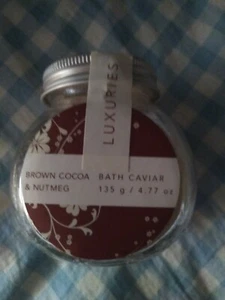 LUXURIES
BROWN COCOA
& NUTMEG
BATH CAVIAR
135 g / 4.77 oz